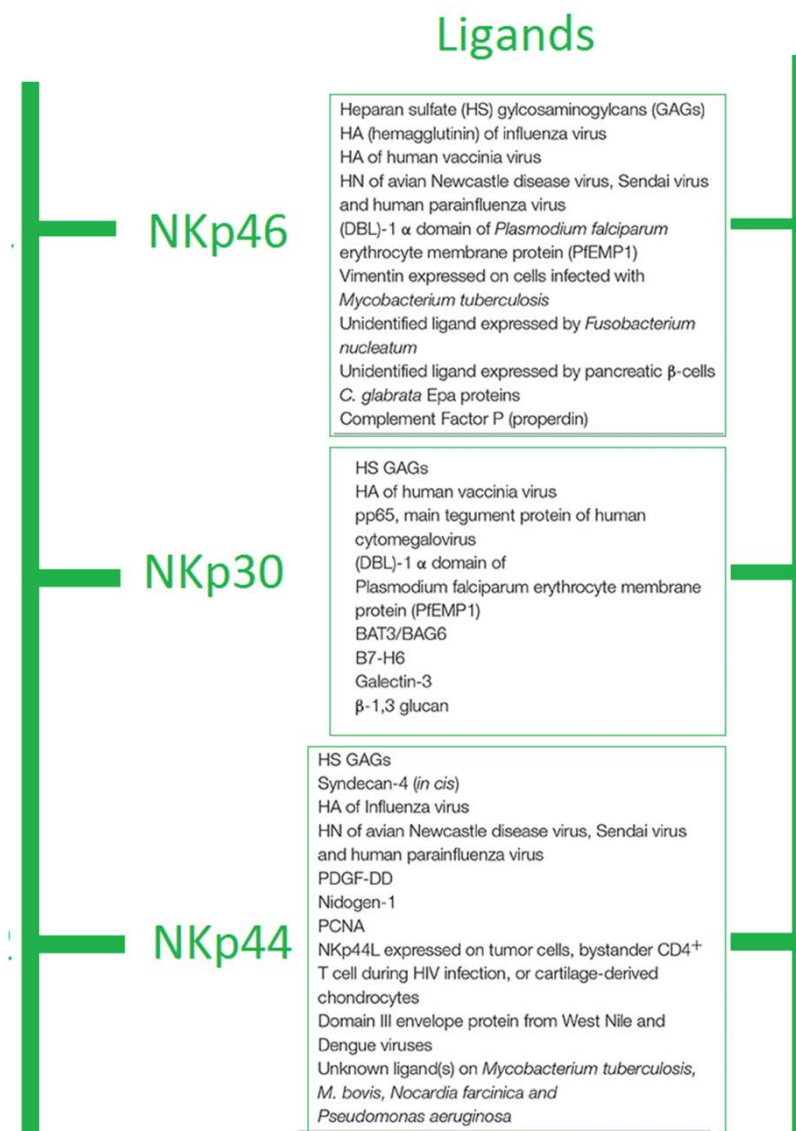 Ligands
NKp46
Heparan sulfate (HS) gylcosaminogylcans (GAGs)
HA (hemagglutinin) of influenza virus
HA of human vaccinia virus
HN of avian Newcastle disease virus, Sendai virus
and human parainfluenza virus
(DBL)-1 α domain of Plasmodium falciparum
erythrocyte membrane protein (PfEMP1)
Vimentin expressed on cells infected with
Mycobacterium tuberculosis
Unidentified ligand expressed by Fusobacterium
nucleatum
Unidentified ligand expressed by pancreatic β-cells
C. glabrata Epa proteins
Complement Factor P (properdin)
NKp30
HS GAGs
HA of human vaccinia virus
pp65, main tegument protein of human
cytomegalovirus
(DBL)-1 α domain of
Plasmodium falciparum erythrocyte membrane
protein (PfEMP1)
BAT3/BAG6
B7-H6
Galectin-3
β-1,3 glucan
NKp44
HS GAGs
Syndecan-4 (in cis)
HA of Influenza virus
HN of avian Newcastle disease virus, Sendai virus
and human parainfluenza virus
PDGF-DD
Nidogen-1
PCNA
NKp44L expressed on tumor cells, bystander CD4+
T cell during HIV infection, or cartilage-derived
chondrocytes
Domain III envelope protein from West Nile and
Dengue viruses
Unknown ligand(s) on Mycobacterium tuberculosis,
M. bovis, Nocardia farcinica and
Pseudomonas aeruginosa